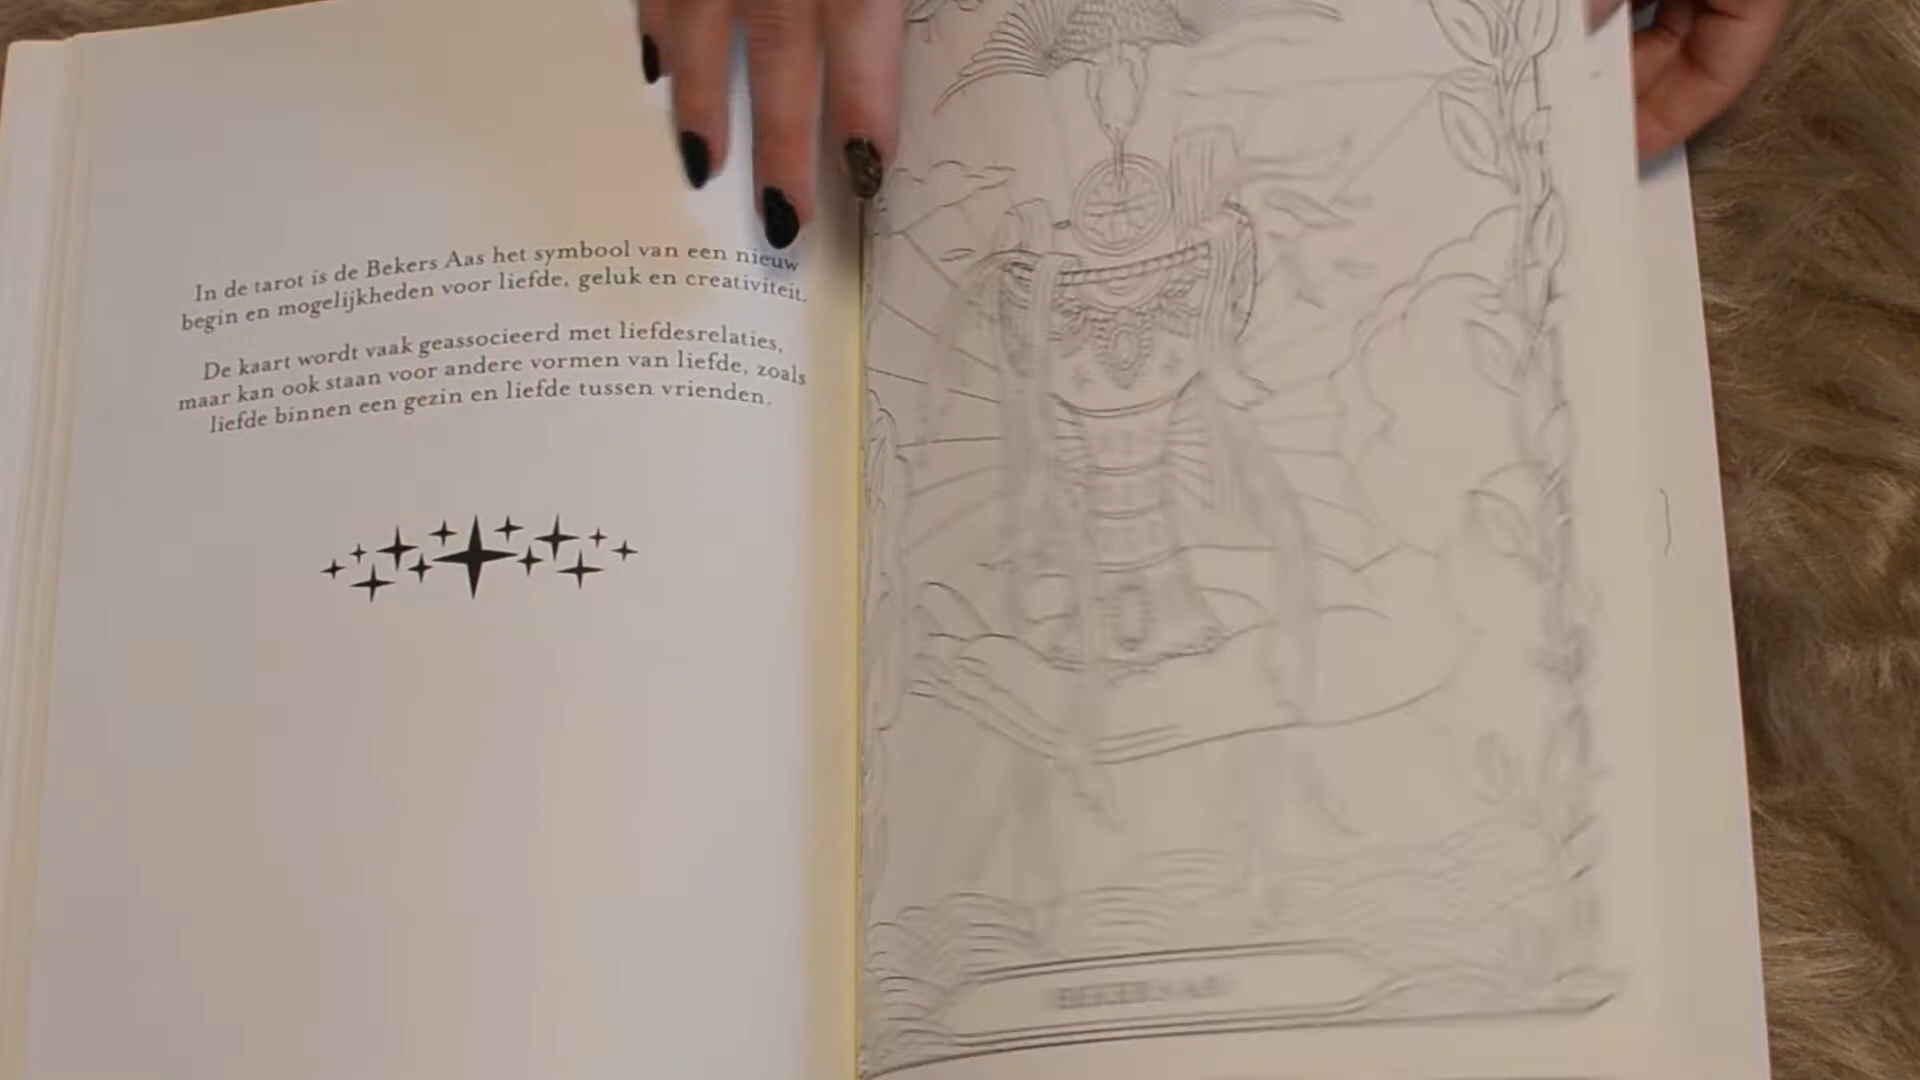 In de tarot is de Bekers Aas het symbool van een nieuw
begin en mogelijkheden voor liefde, geluk en creativiteit.
De kaart wordt vaak geassocieerd met liefdesrelaties,
maar kan ook staan voor andere vormen van liefde, zoals
liefde binnen een gezin en liefde tussen vrienden.
BEKERS AAS